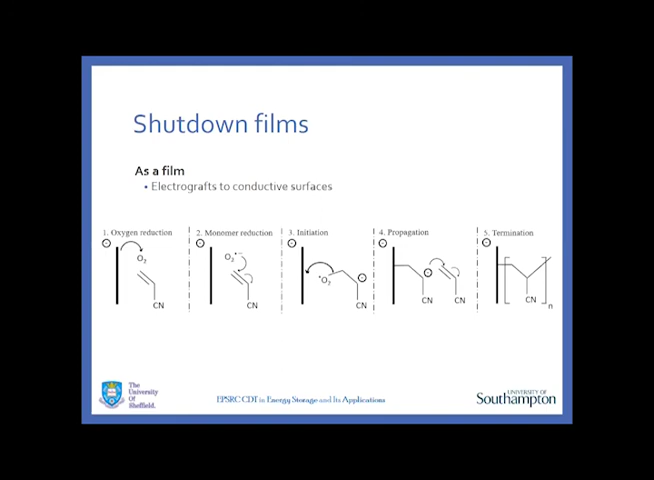 Shutdown films
As a film
• Electrografts to conductive surfaces
1. Oxygen reduction
2. Monomer reduction
3. Initiation
4. Propagation
5. Termination
O₂
CN
O₂•−
CN
•O₂
CN
CN
CN
CN
n
The
University
Of
Sheffield.
EPSRC CDT in Energy Storage and Its Applications
UNIVERSITY OF
Southampton